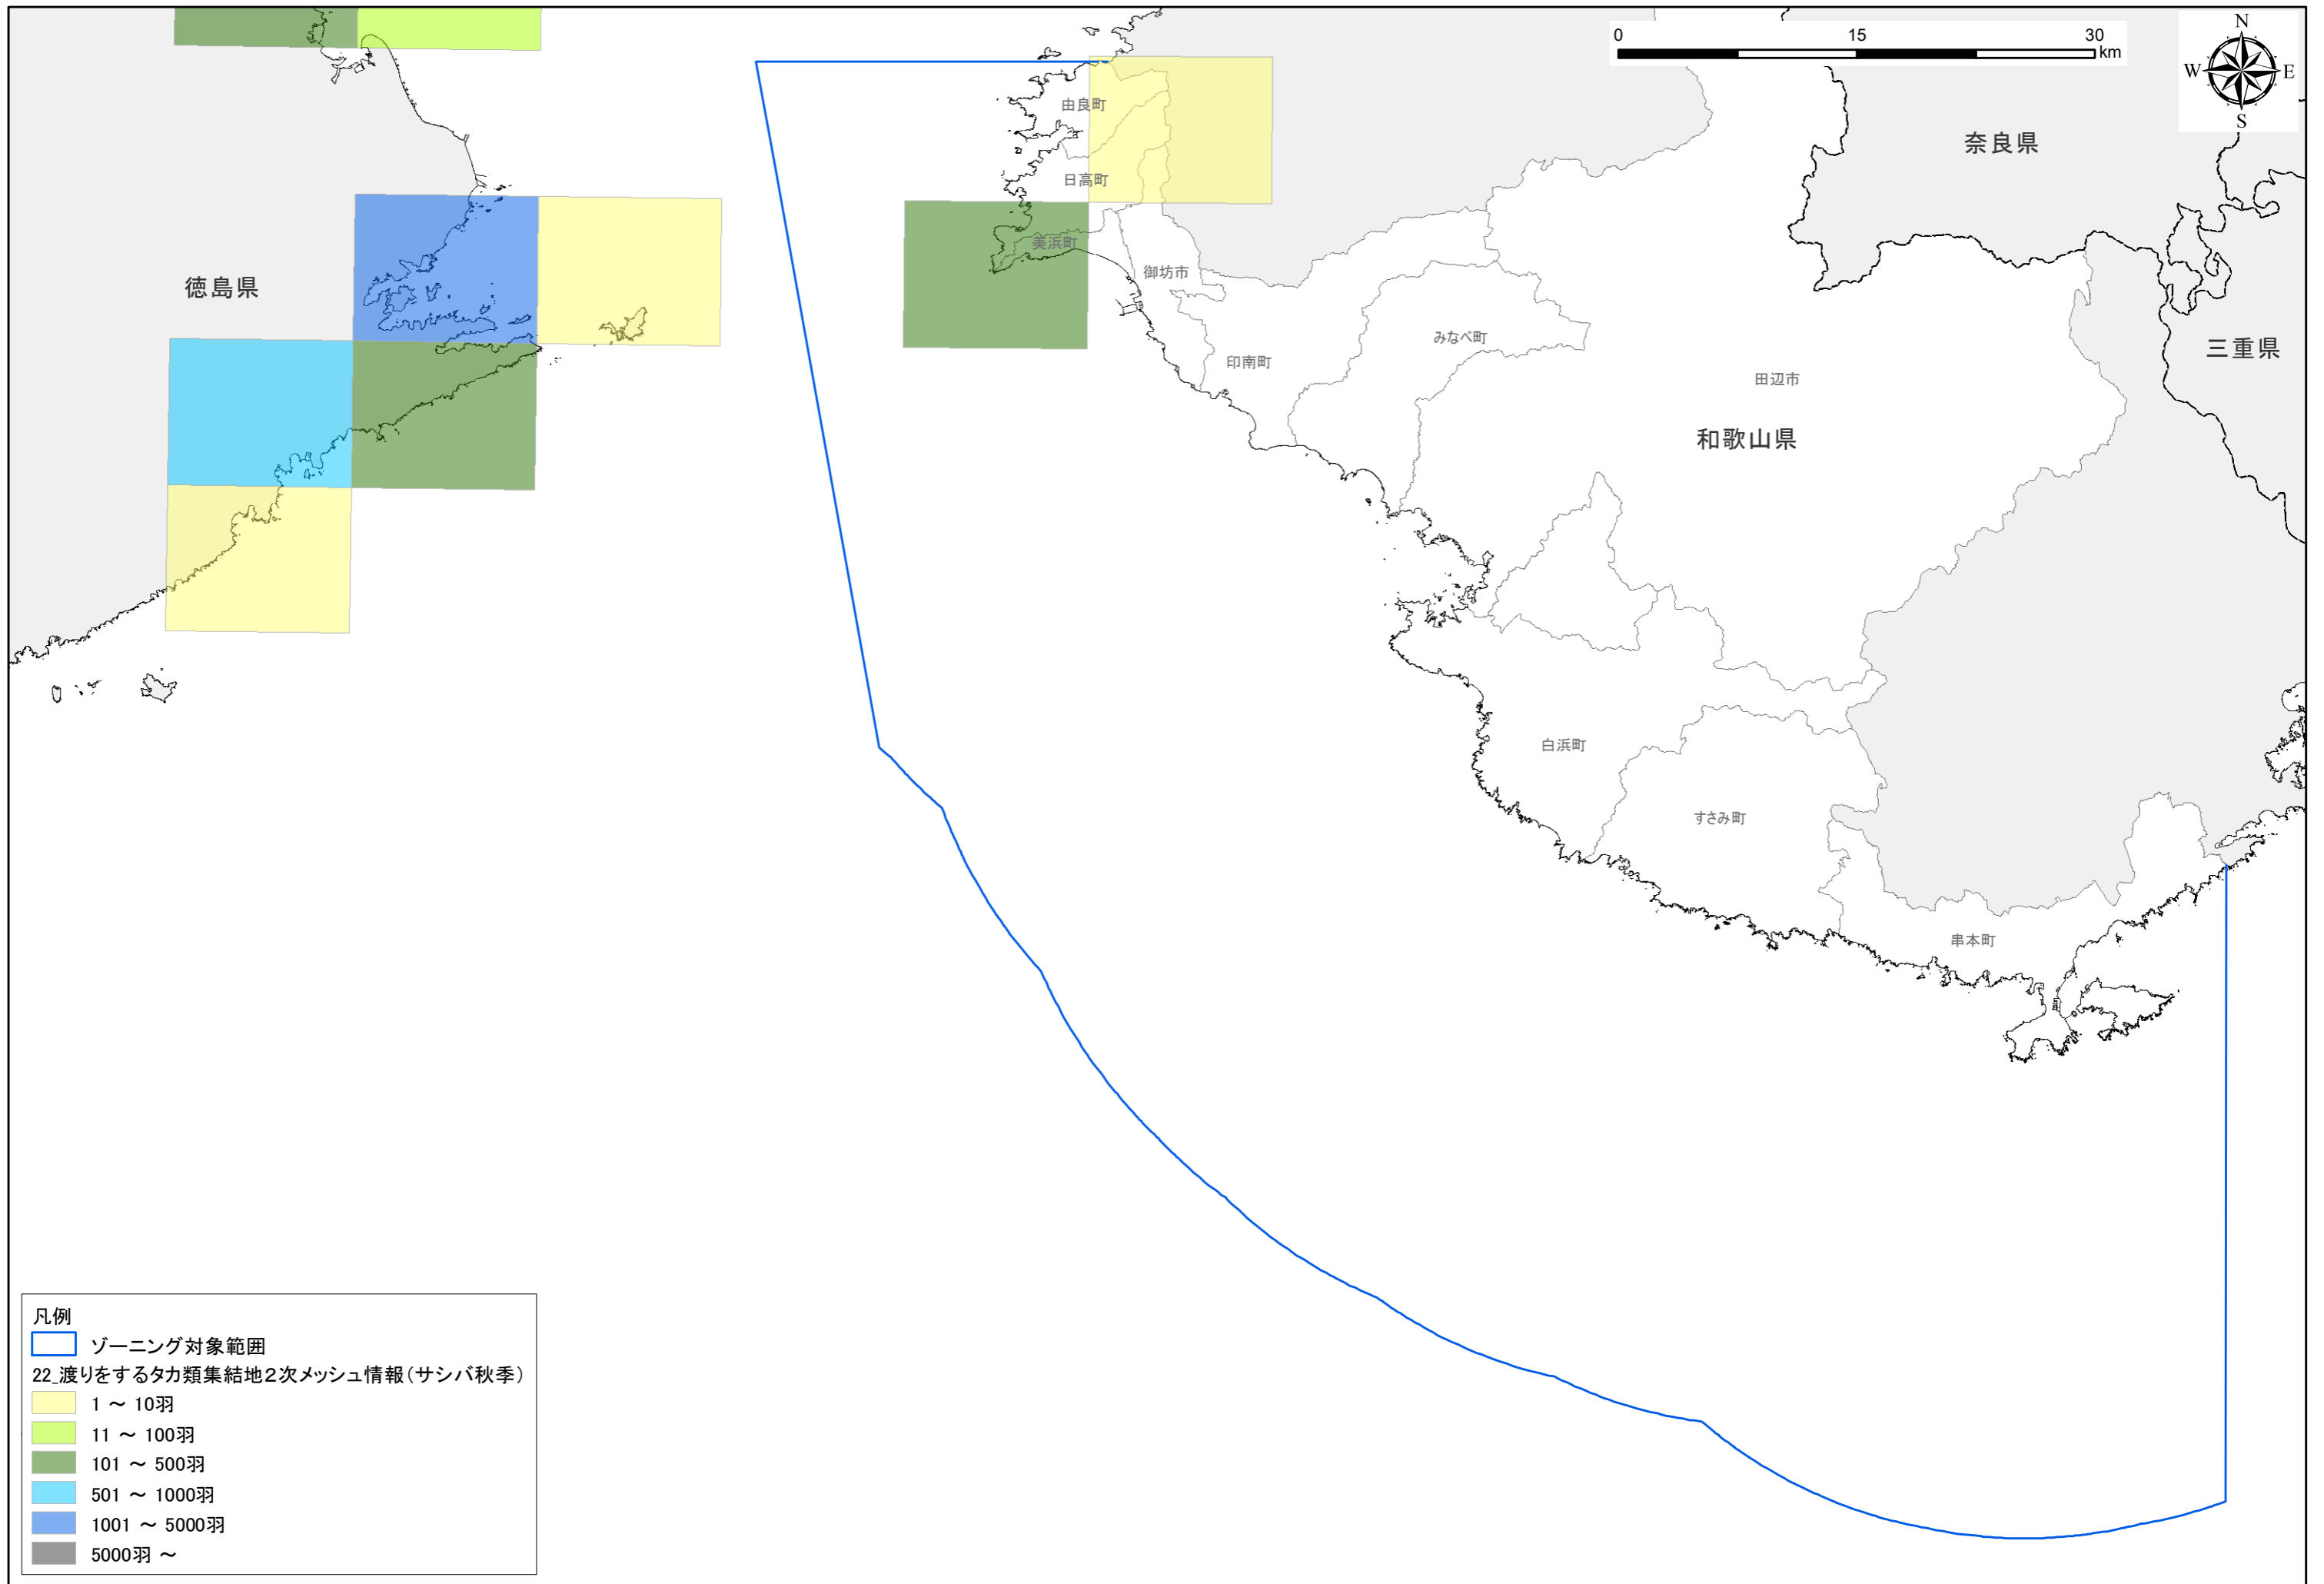 0 15 30
km
N
W E
S
奈良県
由良町
日高町
美浜町
御坊市
徳島県
みなべ町
印南町
三重県
田辺市
和歌山県
白浜町
すさみ町
串本町
凡例
ゾーニング対象範囲
22_渡りをするタカ類集結地2次メッシュ情報(サシバ秋季)
1 ～ 10羽
11 ～ 100羽
101 ～ 500羽
501 ～ 1000羽
1001 ～ 5000羽
5000羽 ～